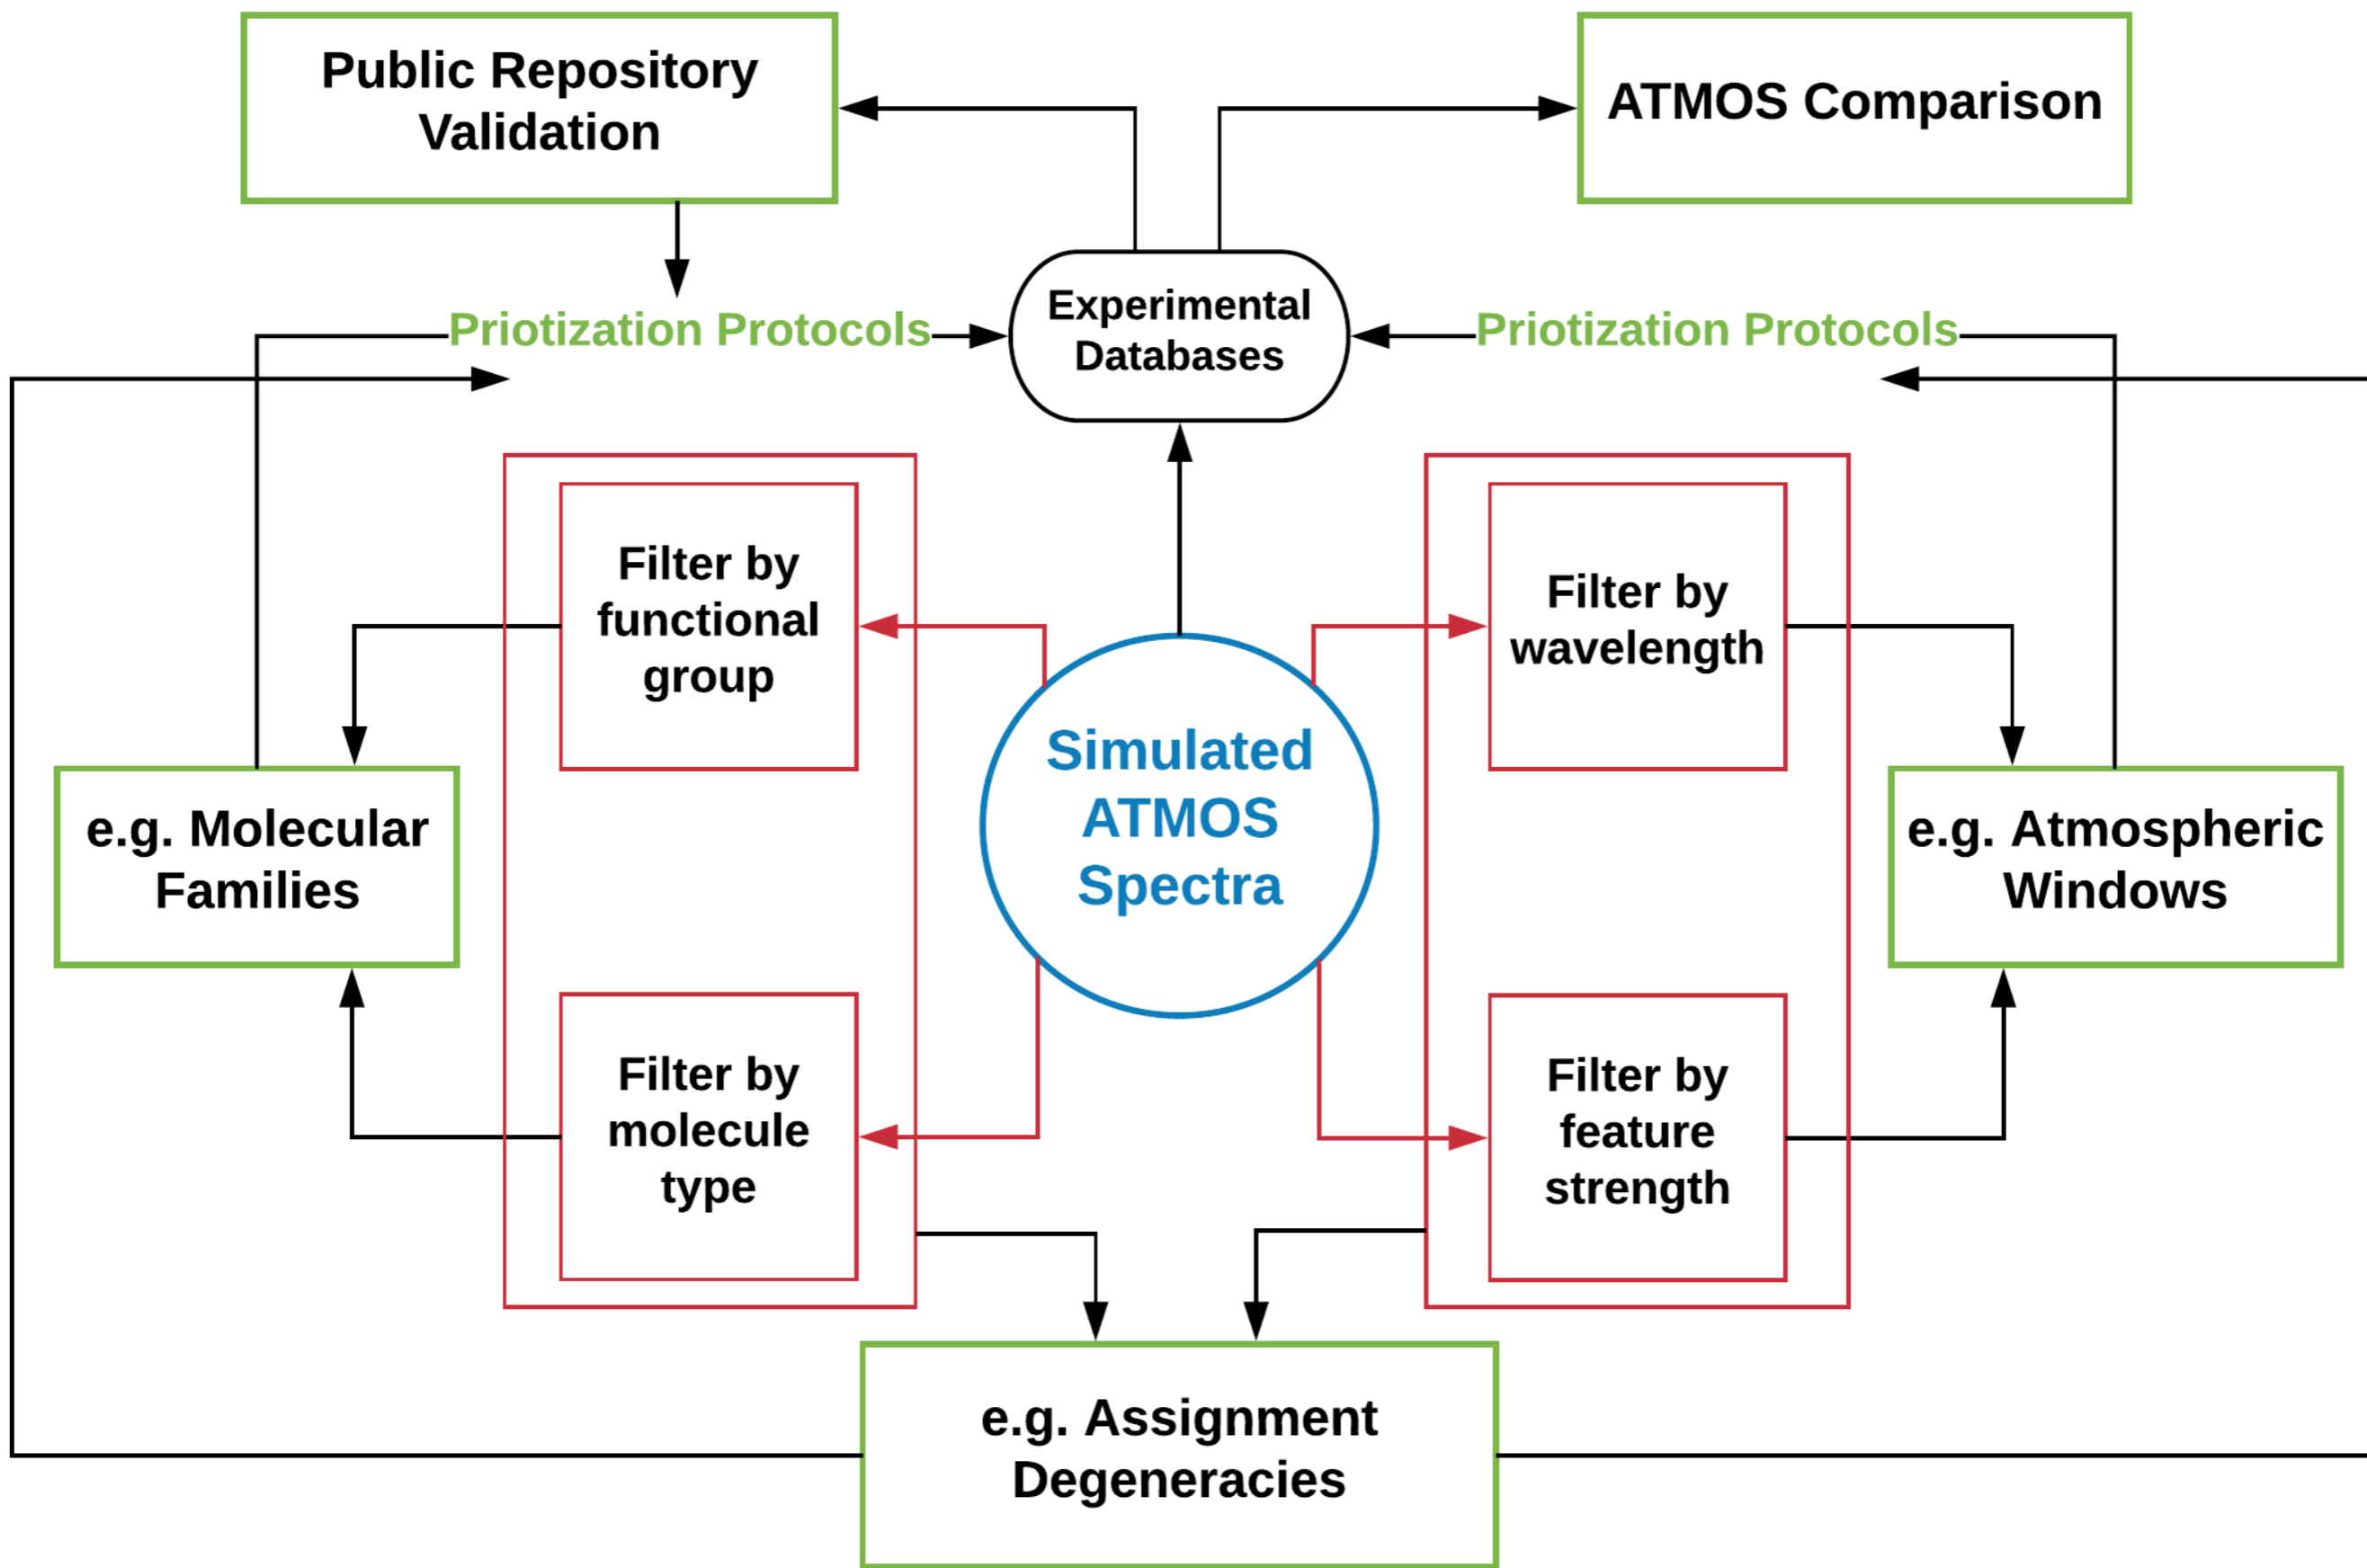 Public Repository
Validation
ATMOS Comparison
Experimental
Databases
Priotization Protocols
Priotization Protocols
Filter by
functional
group
Filter by
wavelength
Simulated
ATMOS
Spectra
e.g. Molecular
Families
e.g. Atmospheric
Windows
Filter by
molecule
type
Filter by
feature
strength
e.g. Assignment
Degeneracies